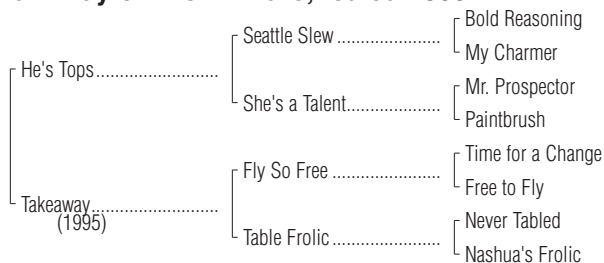 Bold Reasoning
Seattle Slew
My Charmer
He's Tops
Mr. Prospector
She's a Talent
Paintbrush
Time for a Change
Fly So Free
Free to Fly
Takeaway
(1995)
Never Tabled
Table Frolic
Nashua's Frolic